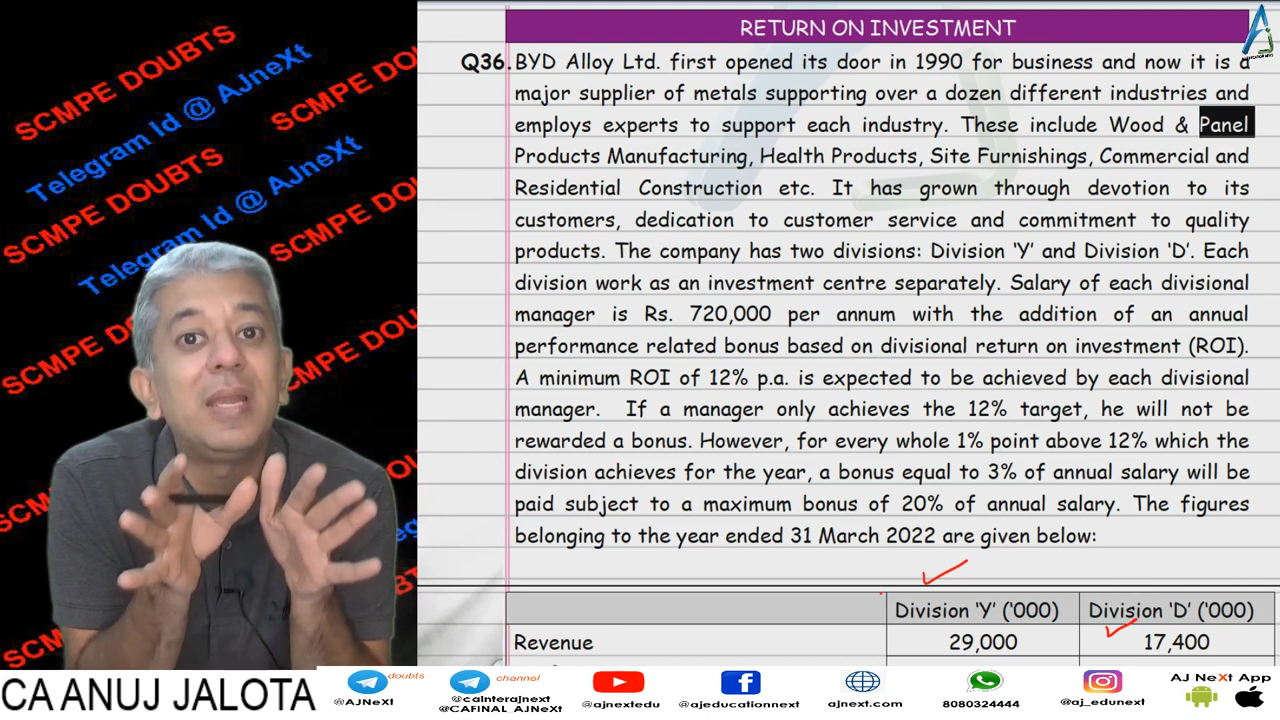 SCMPE DOUBTS
Telegram Id @ AJneXt
SCMPE DOUBTS
Telegram Id @ AJneXt
SCMPE DOUBTS
RETURN ON INVESTMENT
Q36. BYD Alloy Ltd. first opened its door in 1990 for business and now it is a
major supplier of metals supporting over a dozen different industries and
employs experts to support each industry. These include Wood & Panel
Products Manufacturing, Health Products, Site Furnishings, Commercial and
Residential Construction etc. It has grown through devotion to its
customers, dedication to customer service and commitment to quality
products. The company has two divisions: Division ‘Y’ and Division ‘D’. Each
division work as an investment centre separately. Salary of each divisional
manager is Rs. 720,000 per annum with the addition of an annual
performance related bonus based on divisional return on investment (ROI).
A minimum ROI of 12% p.a. is expected to be achieved by each divisional
manager. If a manager only achieves the 12% target, he will not be
rewarded a bonus. However, for every whole 1% point above 12% which the
division achieves for the year, a bonus equal to 3% of annual salary will be
paid subject to a maximum bonus of 20% of annual salary. The figures
belonging to the year ended 31 March 2022 are given below:
Division ‘Y’ (‘000) Division ‘D’ (‘000)
Revenue 29,000 17,400
CA ANUJ JALOTA
doubts
@AJNeXt
channel
@cainterajnext
@CAFINAL_AJNeXt
@ajnextedu
@ajeducationnext
ajnext.com
8080324444
@aj_edunext
AJ NeXt App